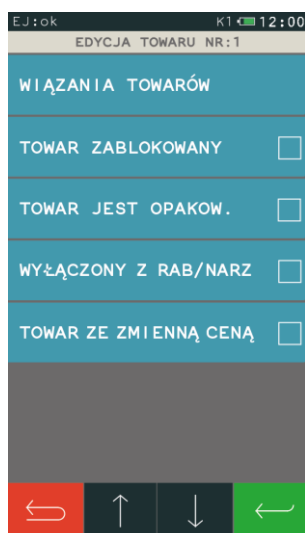 EJ:ok K1 12:00
EDYCJA TOWARU NR:1
WIĄZANIA TOWARÓW
TOWAR ZABLOKOWANY
TOWAR JEST OPAKOW.
WYŁĄCZONY Z RAB/NARZ
TOWAR ZE ZMIENNĄ CENĄ